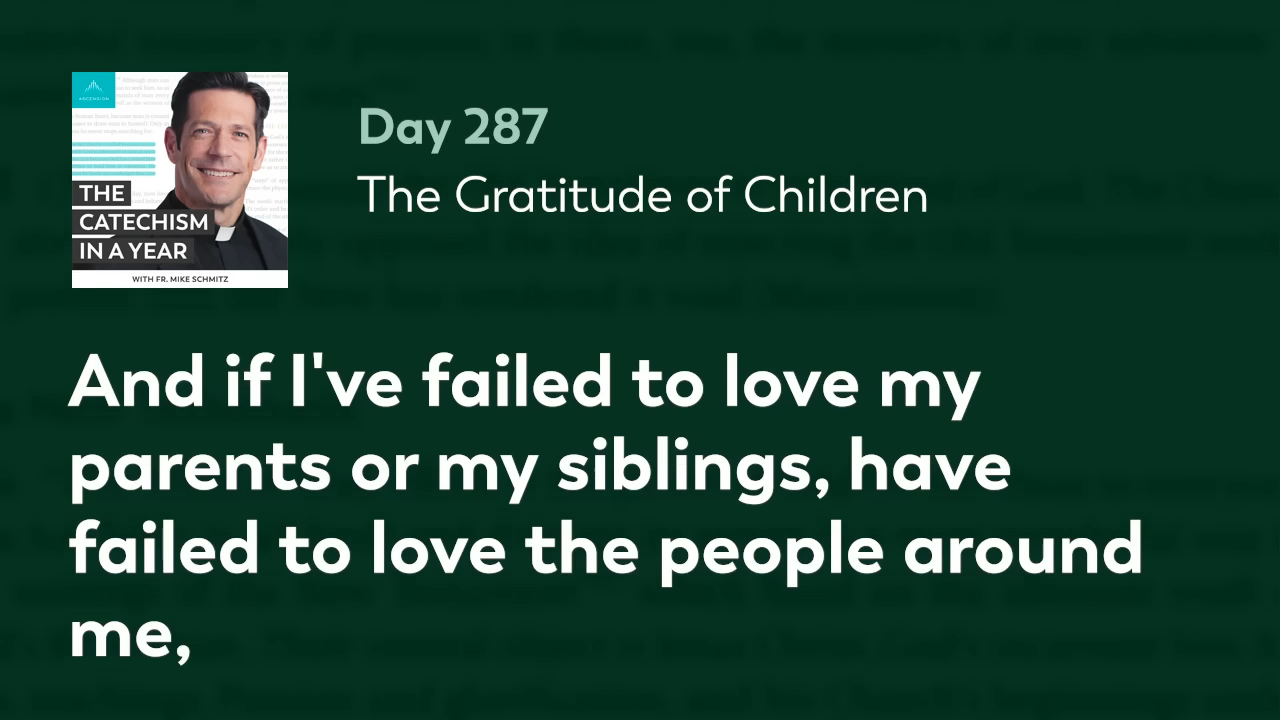 ASCENSION
THE
CATECHISM
IN A YEAR
WITH FR. MIKE SCHMITZ
Day 287
The Gratitude of Children
And if I've failed to love my
parents or my siblings, have
failed to love the people around
me,